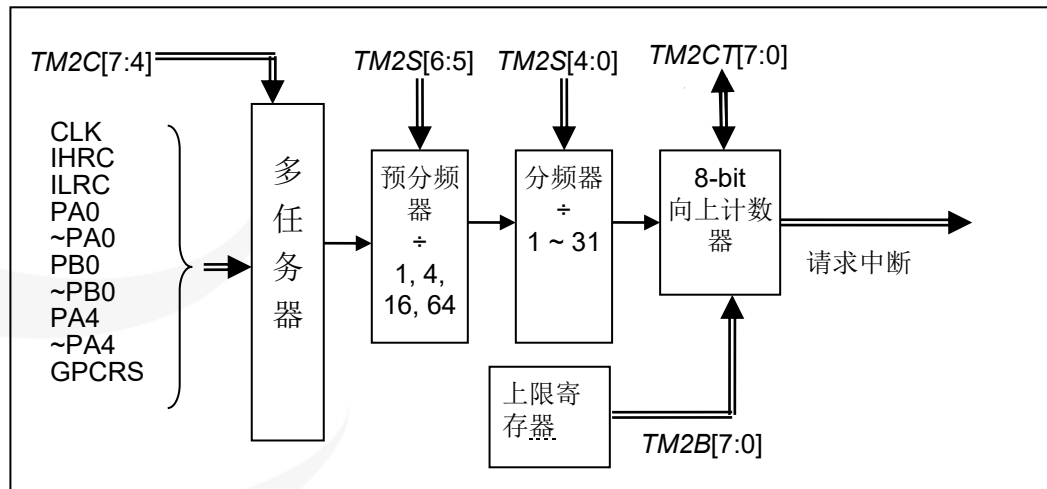 TM2C[7:4]
TM2S[6:5]
TM2S[4:0]
TM2CT[7:0]
CLK
IHRC
ILRC
PA0
~PA0
PB0
~PB0
PA4
~PA4
GPCRS
多
任
务
器
预分频
器
÷
1, 4,
16, 64
分频器
÷
1 ~ 31
8-bit
向上计数
器
请求中断
上限寄
存器
TM2B[7:0]